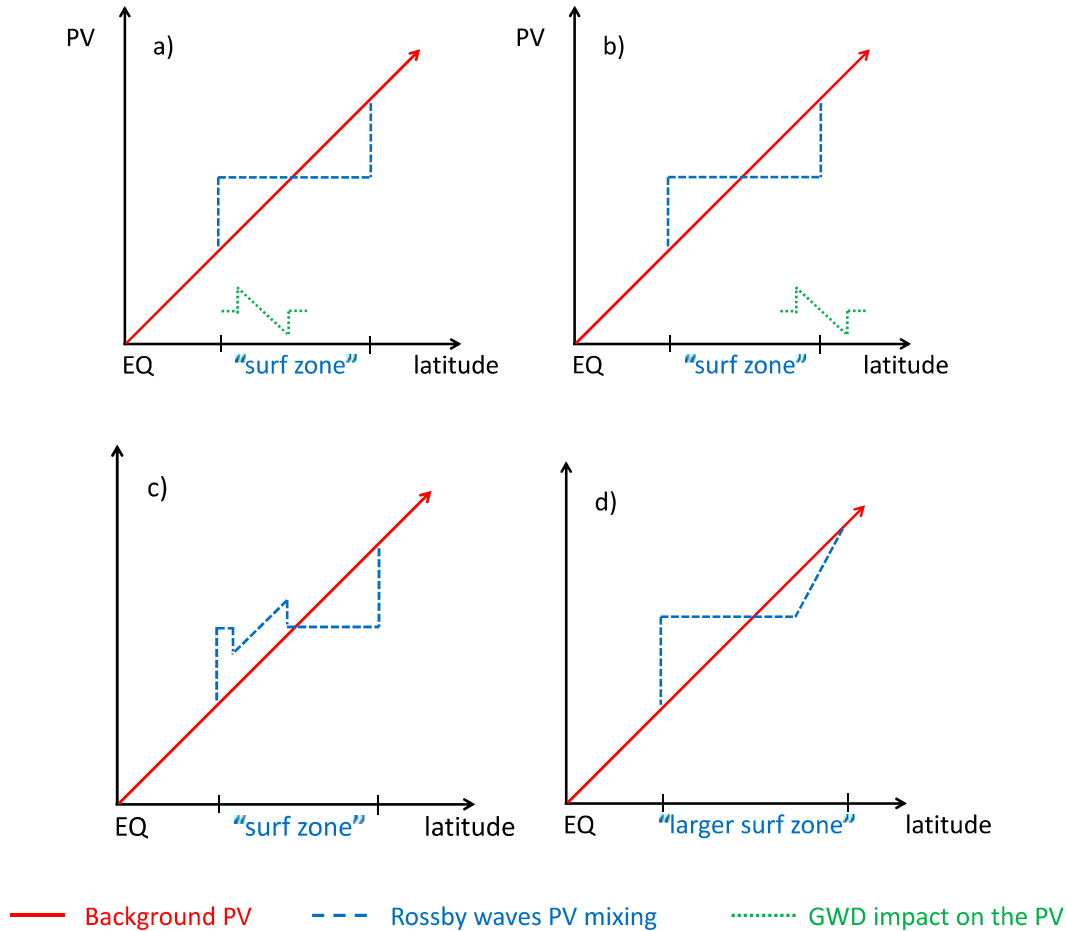 PV
a)
PV
b)
EQ
"surf zone"
latitude
EQ
"surf zone"
latitude
c)
d)
EQ
"surf zone"
latitude
EQ
"larger surf zone"
latitude
Background PV
Rossby waves PV mixing
GWD impact on the PV